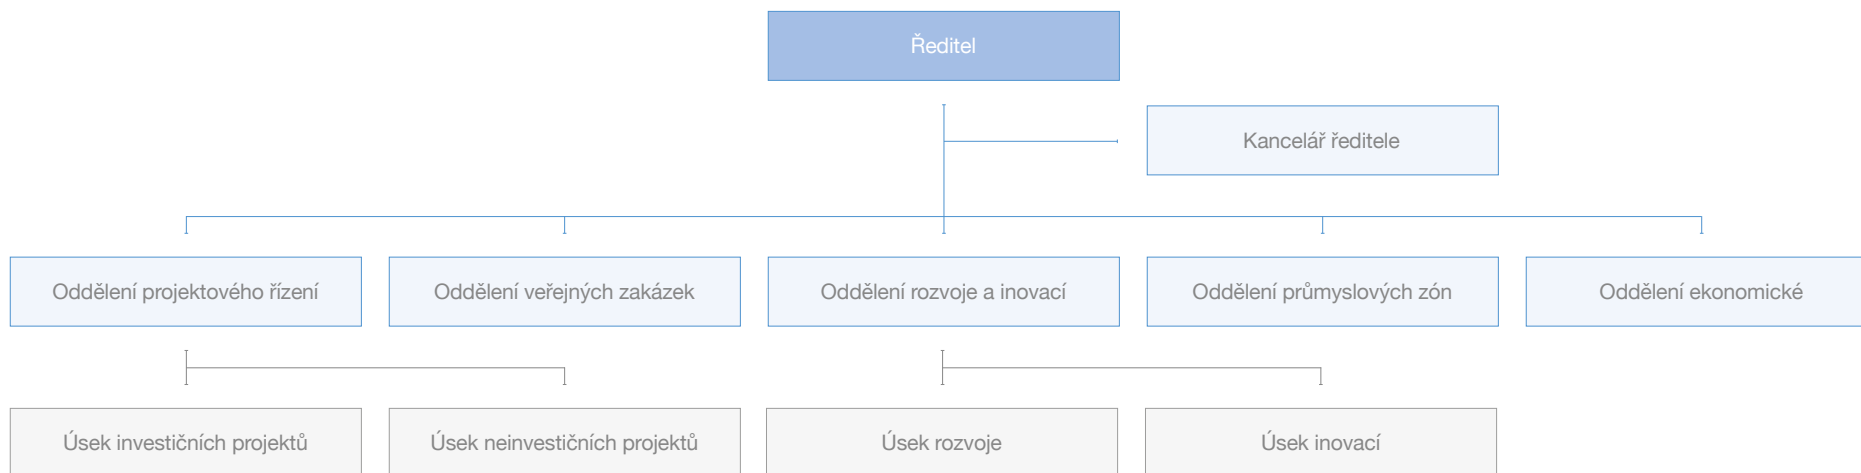 Ředitel
Kancelář ředitele
Oddělení projektového řízení
Oddělení veřejných zakázek
Oddělení rozvoje a inovací
Oddělení průmyslových zón
Oddělení ekonomické
Úsek investičních projektů
Úsek neinvestičních projektů
Úsek rozvoje
Úsek inovací